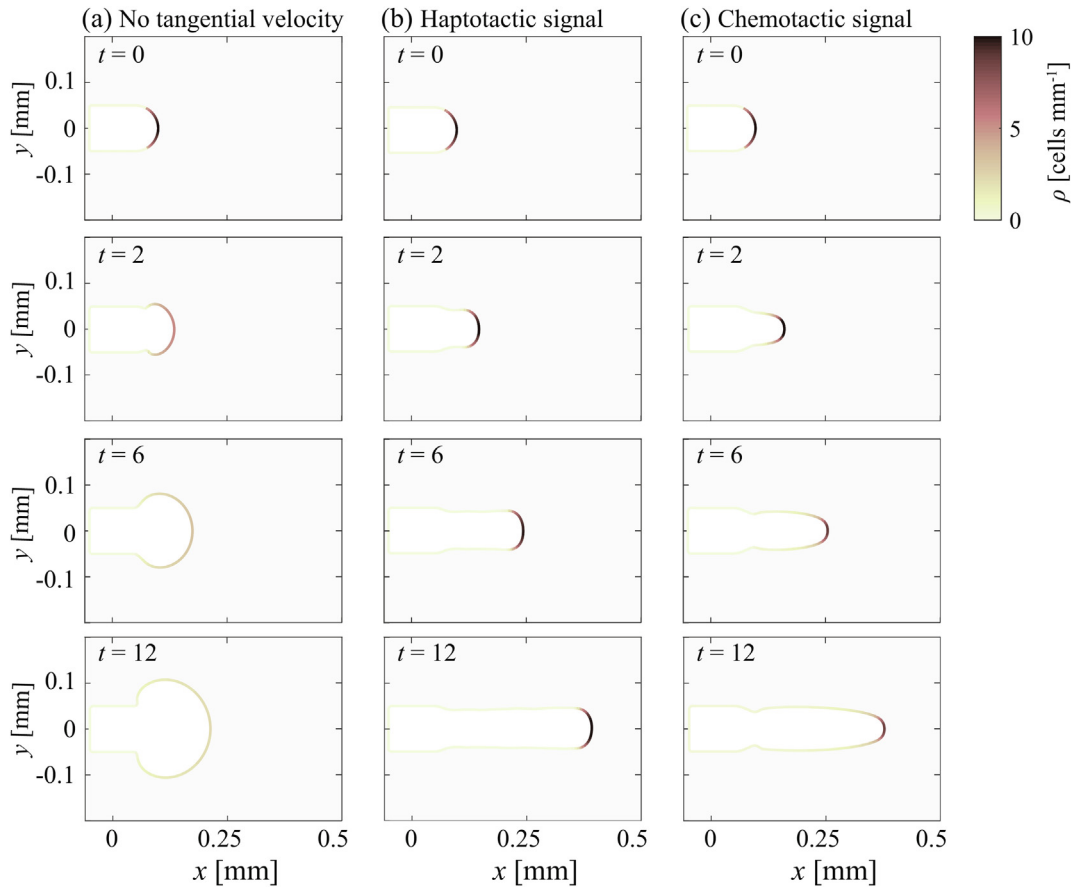 (a) No tangential velocity (b) Haptotactic signal (c) Chemotactic signal
t = 0 t = 0 t = 0
10
5
0
ρ [cells mm⁻¹]
0.1
0
-0.1
y [mm]
t = 2 t = 2 t = 2
0.1
0
-0.1
y [mm]
t = 6 t = 6 t = 6
0.1
0
-0.1
y [mm]
t = 12 t = 12 t = 12
0.1
0
-0.1
y [mm]
0 0.25 0.5 0 0.25 0.5 0 0.25 0.5
x [mm] x [mm] x [mm]